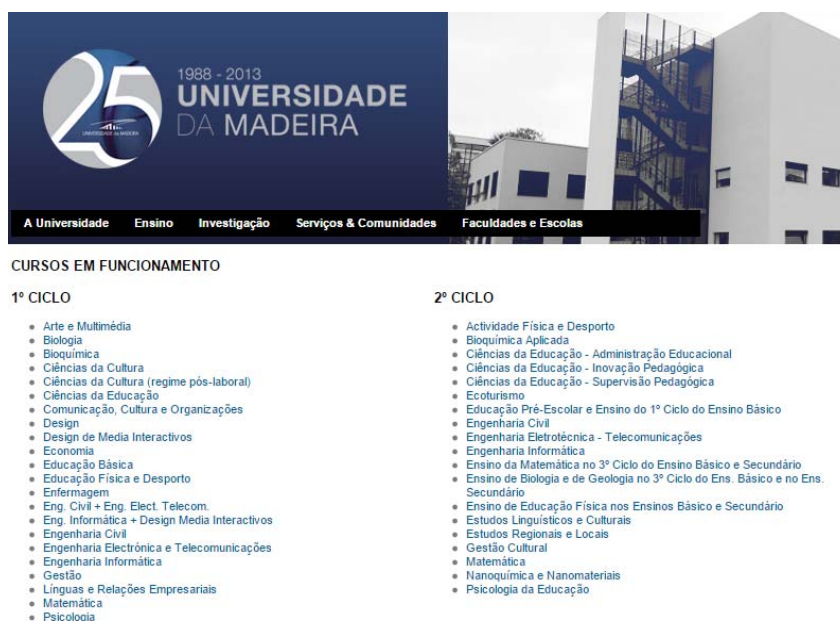 1988 - 2013
25
UNIVERSIDADE
DA MADEIRA
UNIVERSIDADE da MADEIRA
A Universidade Ensino Investigação Serviços & Comunidades Faculdades e Escolas
CURSOS EM FUNCIONAMENTO
1º CICLO
Arte e Multimédia
Biologia
Bioquímica
Ciências da Cultura
Ciências da Cultura (regime pós-laboral)
Ciências da Educação
Comunicação, Cultura e Organizações
Design
Design de Media Interactivos
Economia
Educação Básica
Educação Física e Desporto
Enfermagem
Eng. Civil + Eng. Elect. Telecom.
Eng. Informática + Design Media Interactivos
Engenharia Civil
Engenharia Electrónica e Telecomunicações
Engenharia Informática
Gestão
Línguas e Relações Empresariais
Matemática
Psicologia
2º CICLO
Actividade Física e Desporto
Bioquímica Aplicada
Ciências da Educação - Administração Educacional
Ciências da Educação - Inovação Pedagógica
Ciências da Educação - Supervisão Pedagógica
Ecoturismo
Educação Pré-Escolar e Ensino do 1º Ciclo do Ensino Básico
Engenharia Civil
Engenharia Eletrotécnica - Telecomunicações
Engenharia Informática
Ensino da Matemática no 3º Ciclo do Ensino Básico e Secundário
Ensino de Biologia e de Geologia no 3º Ciclo do Ens. Básico e no Ens.
Secundário
Ensino de Educação Física nos Ensinos Básico e Secundário
Estudos Linguísticos e Culturais
Estudos Regionais e Locais
Gestão Cultural
Matemática
Nanoquímica e Nanomateriais
Psicologia da Educação